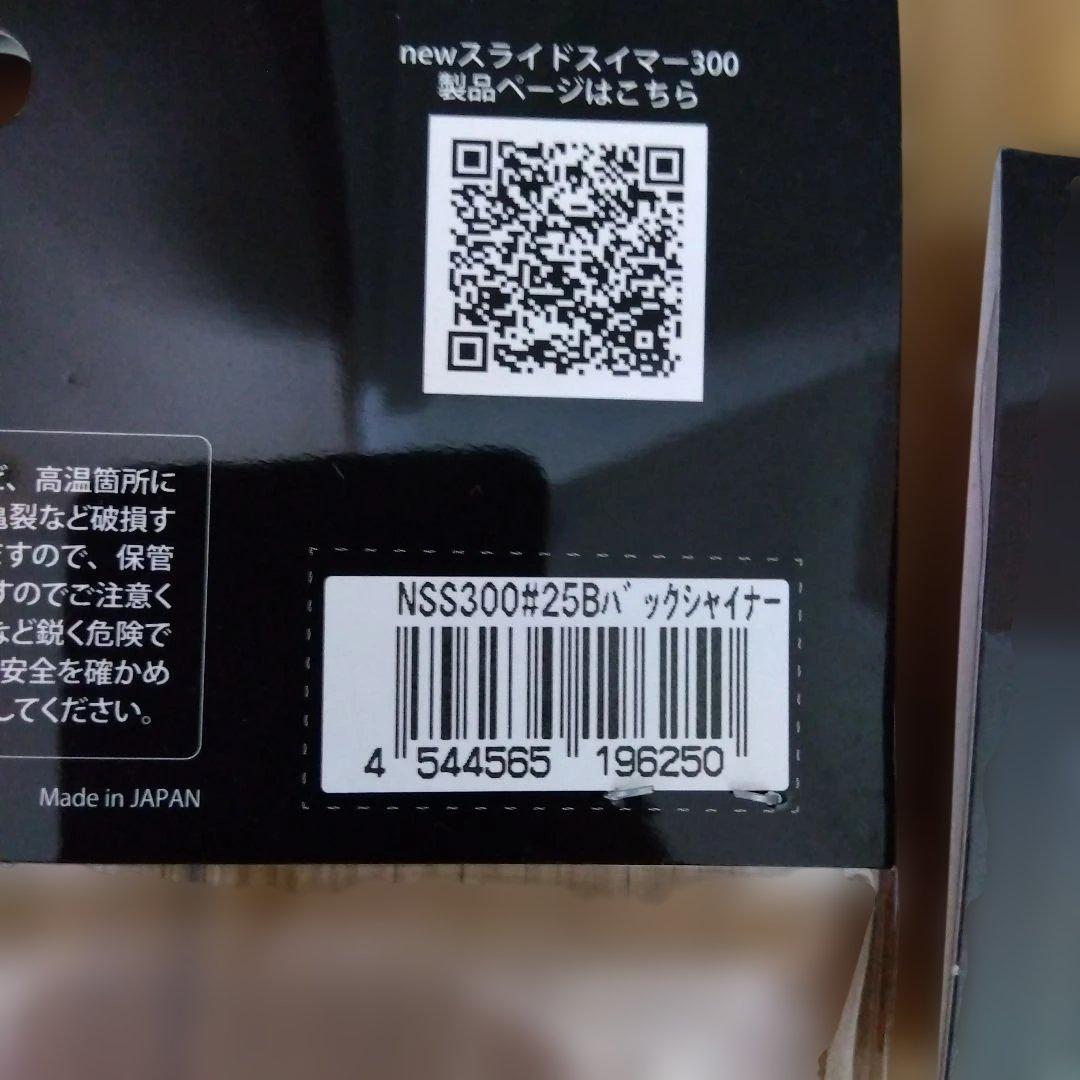 newスライドスイマー300
製品ページはこちら
ど、高温箇所に
亀裂など破損す
ますので、保管
すのでご注意く
など鋭く危険で
安全を確かめ
してください。
Made in JAPAN
NSS300#25Bバックシャイナー
4 544565 196250